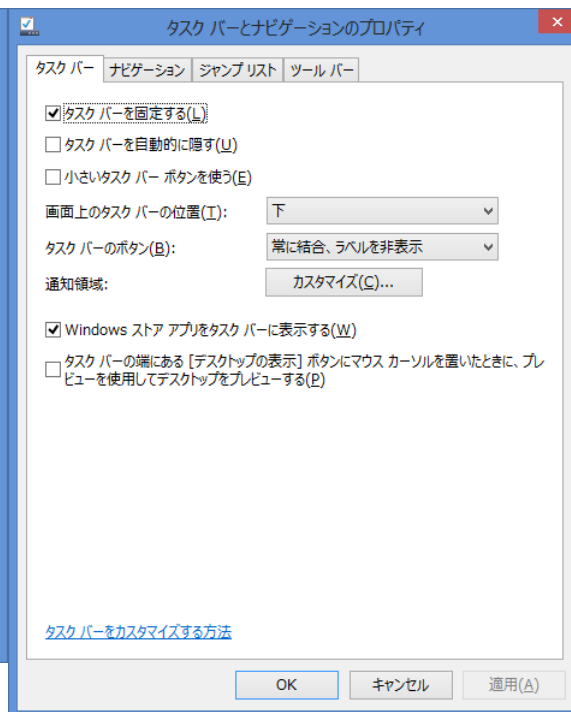 タスク バーとナビゲーションのプロパティ
タスク バー ナビゲーション ジャンプ リスト ツール バー
タスク バーを固定する(L)
タスク バーを自動的に隠す(U)
小さいタスク バー ボタンを使う(E)
画面上のタスク バーの位置(T): 下
タスク バーのボタン(B): 常に結合、ラベルを非表示
通知領域: カスタマイズ(C)...
Windows ストア アプリをタスク バーに表示する(W)
タスク バーの端にある [デスクトップの表示] ボタンにマウス カーソルを置いたときに、プレ
ビューを使用してデスクトップをプレビューする(P)
タスク バーをカスタマイズする方法
OK キャンセル 適用(A)